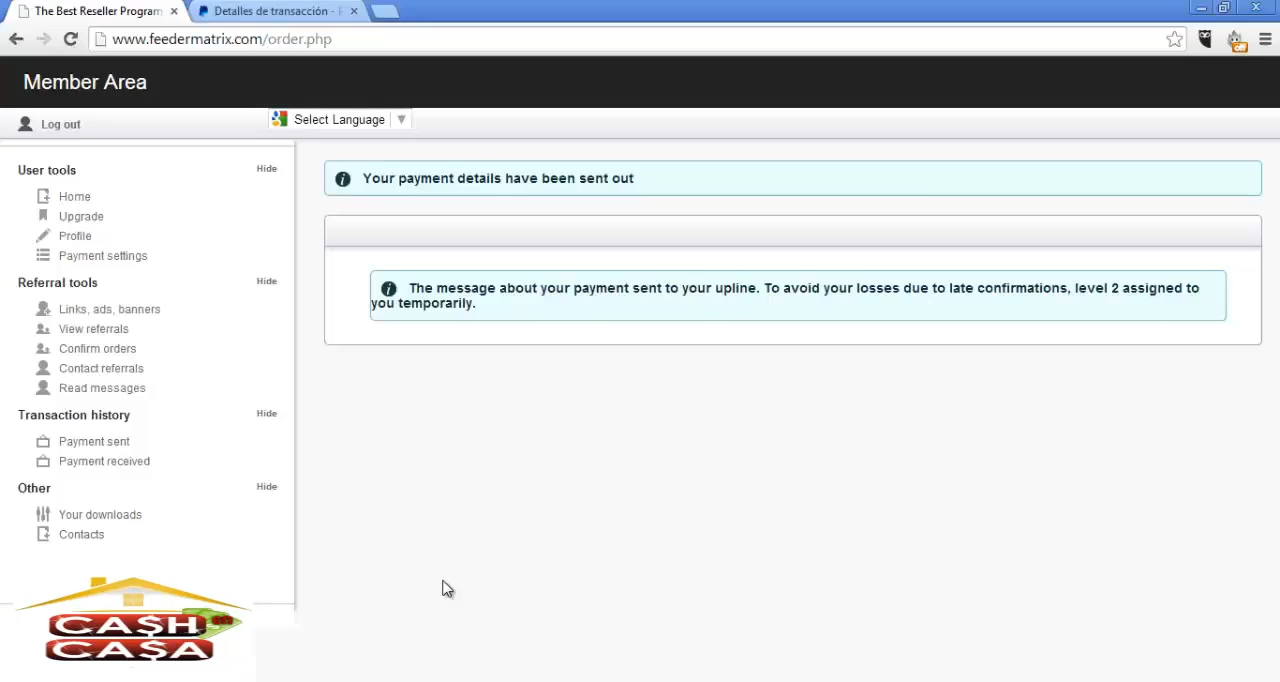 The Best Reseller Program
Detalles de transacción - P
www.feedermatrix.com/order.php
off
Member Area
Log out
Select Language
User tools
Hide
Home
Upgrade
Profile
Payment settings
Referral tools
Hide
Links, ads, banners
View referrals
Confirm orders
Contact referrals
Read messages
Transaction history
Hide
Payment sent
Payment received
Other
Hide
Your downloads
Contacts
Your payment details have been sent out
The message about your payment sent to your upline. To avoid your losses due to late confirmations, level 2 assigned to
you temporarily.
CA$H
CA$A